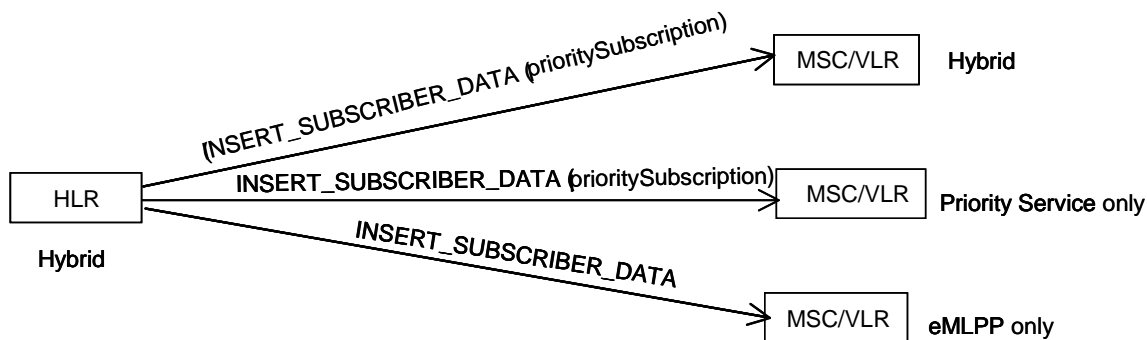 (INSERT_SUBSCRIBER_DATA (prioritySubscription)
MSC/VLR
Hybrid
INSERT_SUBSCRIBER_DATA (prioritySubscription)
HLR
MSC/VLR
Priority Service only
Hybrid
INSERT_SUBSCRIBER_DATA
MSC/VLR
eMLPP only